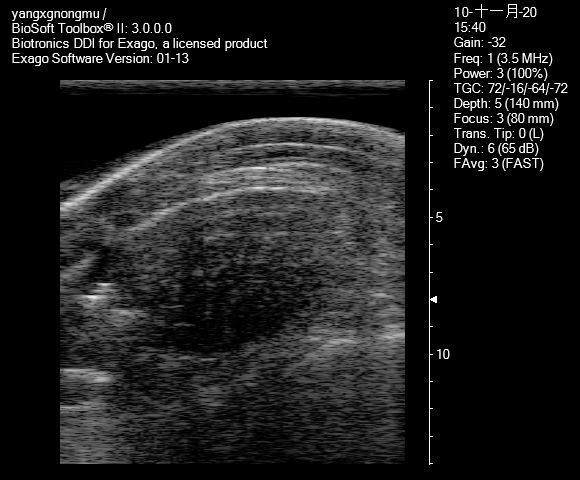 yangxgnongmu /
BioSoft Toolbox® II: 3.0.0.0
Biotronics DDI for Exago, a licensed product
Exago Software Version: 01-13
10-十一月-20
15:40
Gain: -32
Freq: 1 (3.5 MHz)
Power: 3 (100%)
TGC: 72/-16/-64/-72
Depth: 5 (140 mm)
Focus: 3 (80 mm)
Trans. Tip: 0 (L)
Dyn.: 6 (65 dB)
FAvg: 3 (FAST)
5
10